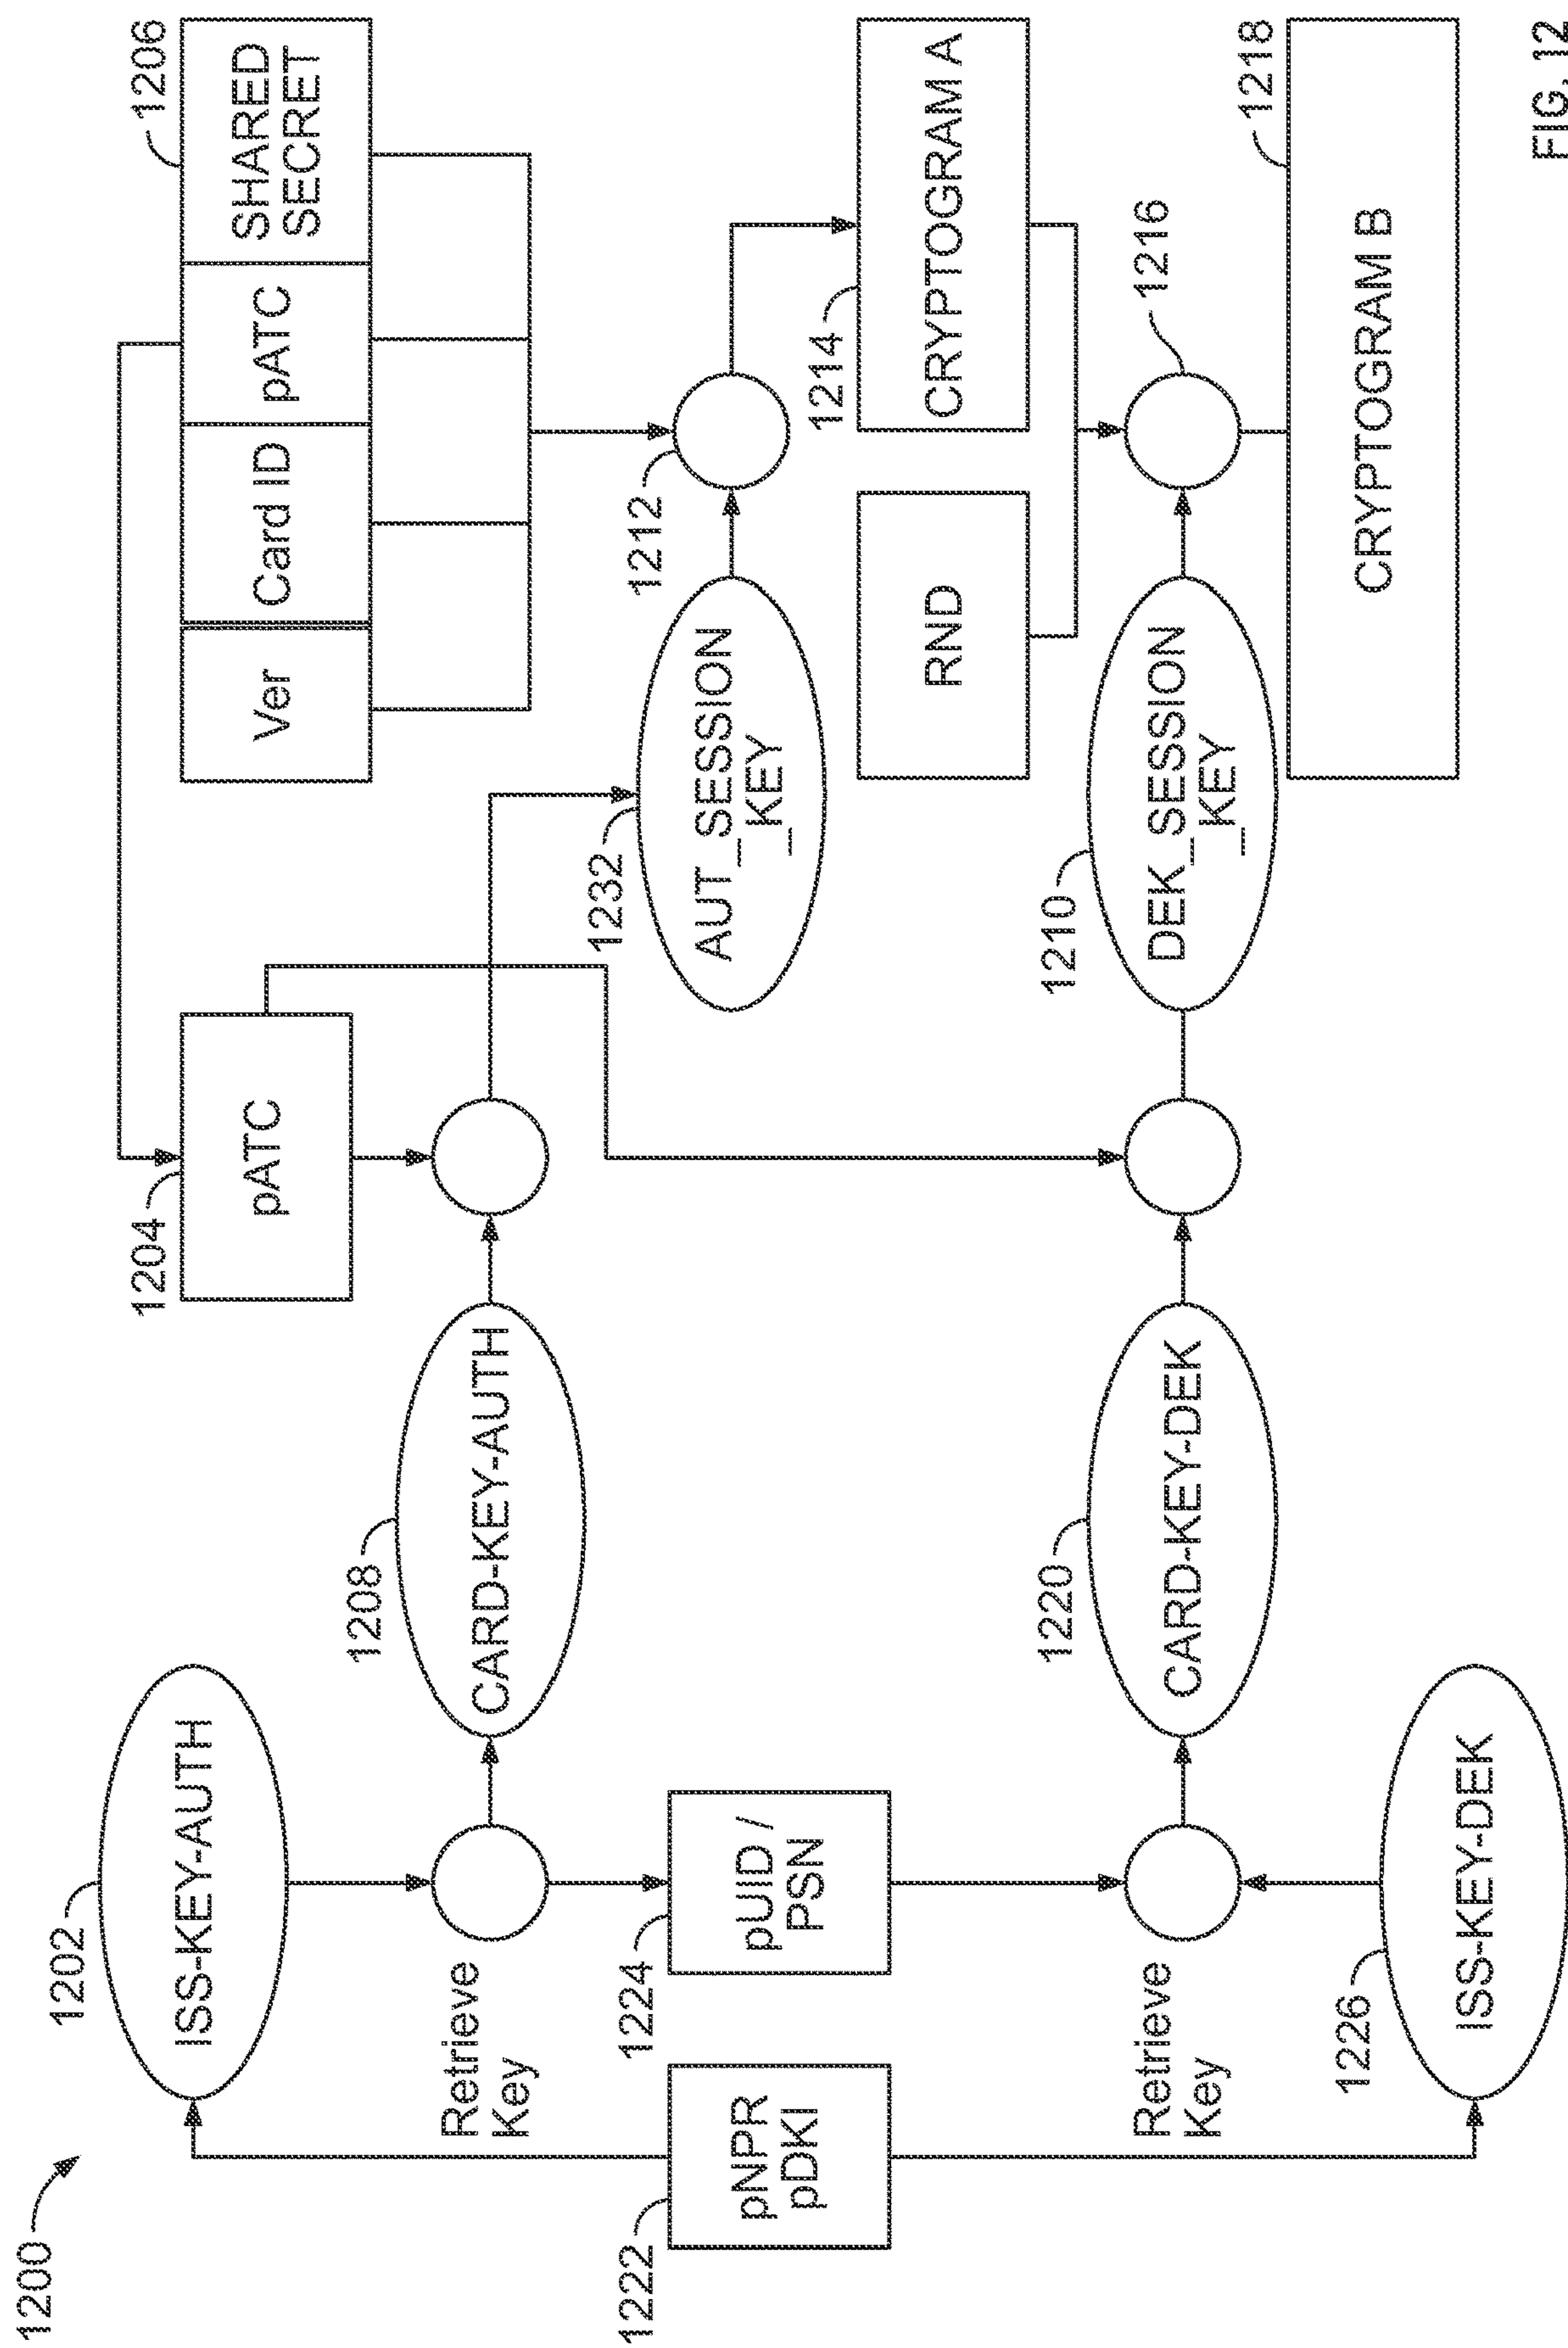 1200
1202
ISS-KEY-AUTH
1204
pATC
1206
Ver
Card ID
pATC
SHARED
SECRET
Retrieve
Key
1208
CARD-KEY-AUTH
1222
pNPR
pDKI
1224
pUID /
PSN
1232
AUT_SESSION
_KEY
1212
1214
RND
CRYPTOGRAM A
Retrieve
Key
1220
CARD-KEY-DEK
1210
DEK_SESSION
_KEY
1216
1226
ISS-KEY-DEK
1218
CRYPTOGRAM B
FIG. 12